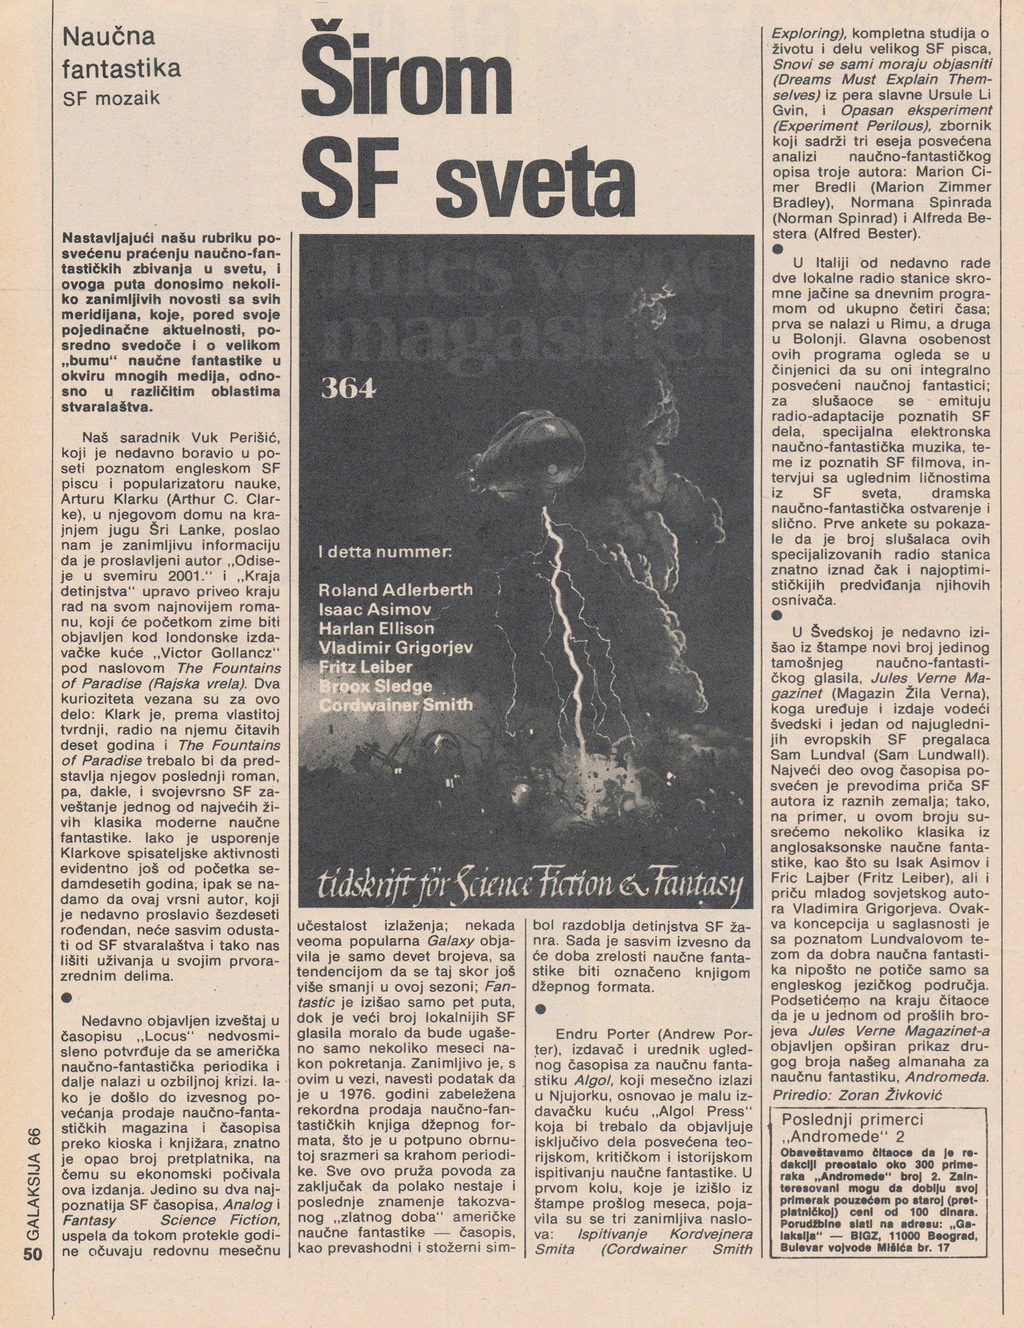 Naučna
fantastika
SF mozaik
Širom
SF sveta
Nastavljajući našu rubriku po-
svećenu praćenju naučno-fan-
tastičkih zbivanja u svetu, i
ovoga puta donosimo nekoli-
ko zanimljivih novosti sa svih
meridijana, koje, pored svoje
pojedinačne aktuelnosti, po-
sredno svedoče i o velikom
„bumu“ naučne fantastike u
okviru mnogih medija, odno-
sno u različitim oblastima
stvaralaštva.
Naš saradnik Vuk Perišić,
koji je nedavno boravio u po-
seti poznatom engleskom SF
piscu i popularizatoru nauke,
Arturu Klarku (Arthur C. Clar-
ke), u njegovom domu na kra-
jnjem jugu Šri Lanke, poslao
nam je zanimljivu informaciju
da je proslavljeni autor „Odise-
je u svemiru 2001.“ i „Kraja
detinjstva“ upravo priveo kraju
rad na svom najnovijem roma-
nu, koji će početkom zime biti
objavljen kod londonske izda-
vačke kuće „Victor Gollancz“
pod naslovom The Fountains
of Paradise (Rajska vrela). Dva
kurioziteta vezana su za ovo
delo: Klark je, prema vlastitoj
tvrdnji, radio na njemu čitavih
deset godina i The Fountains
of Paradise trebalo bi da pred-
stavlja njegov poslednji roman,
pa, dakle, i svojevrsno SF za-
veštanje jednog od najvećih ži-
vih klasika moderne naučne
fantastike. Iako je usporenje
Klarkove spisateljske aktivnosti
evidentno još od početka se-
damdesetih godina, ipak se na-
damo da ovaj vrsni autor, koji
je nedavno proslavio šezdeseti
rođendan, neće sasvim odusta-
ti od SF stvaralaštva i tako nas
lišiti uživanja u svojim prvora-
zrednim delima.
●
Nedavno objavljen izveštaj u
časopisu „Locus“ nedvosmi-
sleno potvrđuje da se američka
naučno-fantastička periodika i
dalje nalazi u ozbiljnoj krizi. Ia-
ko je došlo do izvesnog po-
većanja prodaje naučno-fanta-
stičkih magazina i časopisa
preko kioska i knjižara, znatno
je opao broj pretplatnika, na
čemu su ekonomski počivala
ova izdanja. Jedino su dva naj-
poznatija SF časopisa, Analog i
Fantasy Science Fiction,
uspela da tokom protekle godi-
ne očuvaju redovnu mesečnu
Jules Verne
magasinet
364
I detta nummer:
Roland Adlerberth
Isaac Asimov
Harlan Ellison
Vladimir Grigorjev
Fritz Leiber
Broox Sledge
Cordwainer Smith
tidskrift för Science Fiction & Fantasy
učestalost izlaženja; nekada
veoma popularna Galaxy obja-
vila je samo devet brojeva, sa
tendencijom da se taj skor još
više smanji u ovoj sezoni; Fan-
tastic je izišao samo pet puta,
dok je veći broj lokalnijih SF
glasila moralo da bude ugaše-
no samo nekoliko meseci na-
kon pokretanja. Zanimljivo je, s
ovim u vezi, navesti podatak da
je u 1976. godini zabeležena
rekordna prodaja naučno-fan-
tastičkih knjiga džepnog for-
mata, što je u potpuno obrnu-
toj srazmeri sa krahom periodi-
ke. Sve ovo pruža povoda za
zaključak da polako nestaje i
poslednje znamenje takozva-
nog „zlatnog doba“ američke
naučne fantastike — časopis,
kao prevashodni i stožerni sim-
bol razdoblja detinjstva SF ža-
nra. Sada je sasvim izvesno da
će doba zrelosti naučne fanta-
stike biti označeno knjigom
džepnog formata.
●
Endru Porter (Andrew Por-
ter), izdavač i urednik ugled-
nog časopisa za naučnu fanta-
stiku Algol, koji mesečno izlazi
u Njujorku, osnovao je malu iz-
davačku kuću „Algol Press“
koja bi trebalo da objavljuje
isključivo dela posvećena teo-
rijskom, kritičkom i istorijskom
ispitivanju naučne fantastike. U
prvom kolu, koje je izišlo iz
štampe prošlog meseca, poja-
vila su se tri zanimljiva naslo-
va: Ispitivanje Kordvejnera
Smita (Cordwainer Smith
Exploring), kompletna studija o
životu i delu velikog SF pisca,
Snovi se sami moraju objasniti
(Dreams Must Explain Them-
selves) iz pera slavne Ursule Li
Gvin, i Opasan eksperiment
(Experiment Perilous), zbornik
koji sadrži tri eseja posvećena
analizi naučno-fantastičkog
opisa troje autora: Marion Ci-
mer Bredli (Marion Zimmer
Bradley), Normana Spinrada
(Norman Spinrad) i Alfreda Be-
stera (Alfred Bester).
●
U Italiji od nedavno rade
dve lokalne radio stanice skro-
mne jačine sa dnevnim progra-
mom od ukupno četiri časa;
prva se nalazi u Rimu, a druga
u Bolonji. Glavna osobenost
ovih programa ogleda se u
činjenici da su oni integralno
posvećeni naučnoj fantastici;
za slušaoce se emituju
radio-adaptacije poznatih SF
dela, specijalna elektronska
naučno-fantastička muzika, te-
me iz poznatih SF filmova, in-
tervjui sa uglednim ličnostima
iz SF sveta, dramska
naučno-fantastička ostvarenje i
slično. Prve ankete su pokaza-
le da je broj slušalaca ovih
specijalizovanih radio stanica
znatno iznad čak i najoptimi-
stičkijih predviđanja njihovih
osnivača.
●
U Švedskoj je nedavno izi-
šao iz štampe novi broj jedinog
tamošnjeg naučno-fantasti-
čkog glasila, Jules Verne Ma-
gazinet (Magazin Žila Verna),
koga uređuje i izdaje vodeći
švedski i jedan od najugledni-
jih evropskih SF pregalaca
Sam Lundval (Sam Lundwall).
Najveći deo ovog časopisa po-
svećen je prevodima priča SF
autora iz raznih zemalja; tako,
na primer, u ovom broju su-
srećemo nekoliko klasika iz
anglosaksonske naučne fanta-
stike, kao što su Isak Asimov i
Fric Lajber (Fritz Leiber), ali i
priču mladog sovjetskog auto-
ra Vladimira Grigorjeva. Ovak-
va koncepcija u saglasnosti je
sa poznatom Lundvalovom te-
zom da dobra naučna fantasti-
ka nipošto ne potiče samo sa
engleskog jezičkog područja.
Podsetićemo na kraju čitaoce
da je u jednom od prošlih bro-
jeva Jules Verne Magazinet-a
objavljen opširan prikaz dru-
gog broja našeg almanaha za
naučnu fantastiku, Andromeda.
Priredio: Zoran Živković
Poslednji primerci
„Andromede“ 2
Obaveštavamo čitaoce da je re-
dakciji preostalo oko 300 prime-
raka „Andromede“ broj 2. Zain-
teresovani mogu da dobiju svoj
primerak pouzećem po staroj (pret-
platničkoj) ceni od 100 dinara.
Porudžbine slati na adresu: „Ga-
laksija“ — BIGZ, 11000 Beograd,
Bulevar vojvode Mišića br. 17
GALAKSIJA 66
50